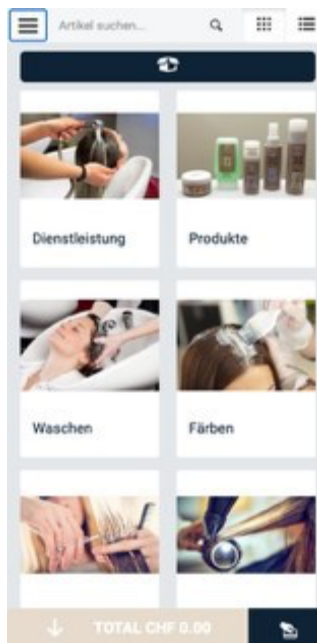 Artikel suchen...
Dienstleistung
Produkte
Waschen
Färben
TOTAL CHF 0.00